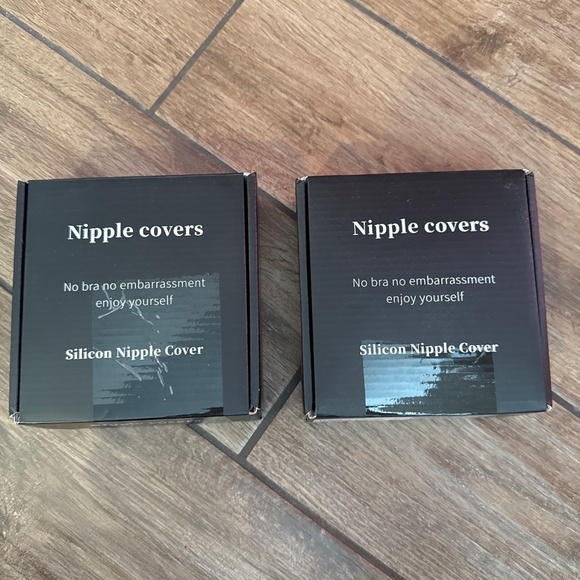 Nipple covers
No bra no embarrassment
enjoy yourself
Silicon Nipple Cover
Nipple covers
No bra no embarrassment
enjoy yourself
Silicon Nipple Cover